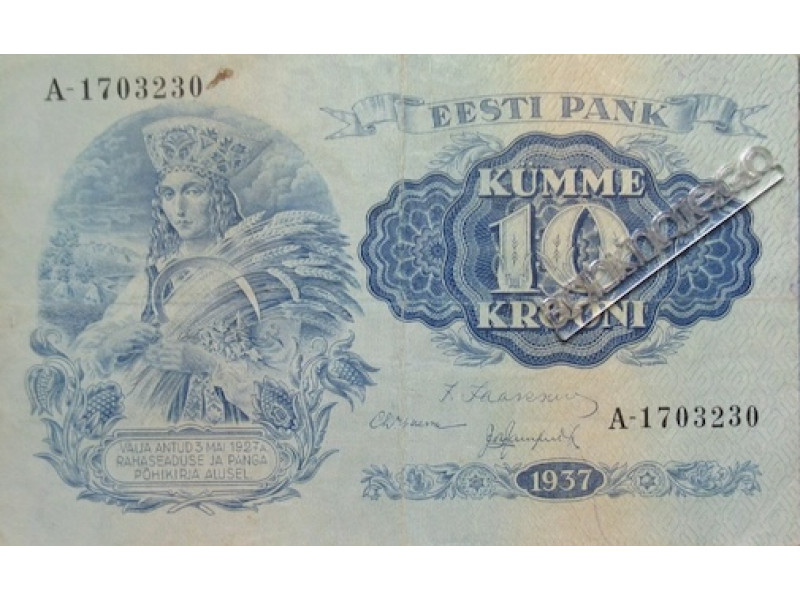 A-1703230
EESTI PANK
KÜMME
10
KROONI
A-1703230
VÄLJA ANTUD 3 MAI 1927 A.
RAHASEADUSE JA PANGA
PÕHIKIRJA ALUSEL
1937